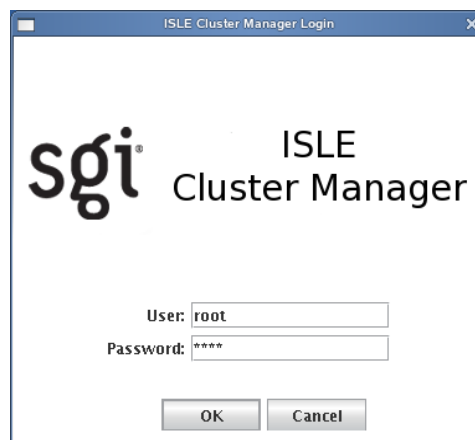 ISLE Cluster Manager Login
sgi®
ISLE
Cluster Manager
User: root
Password: ****
OK Cancel